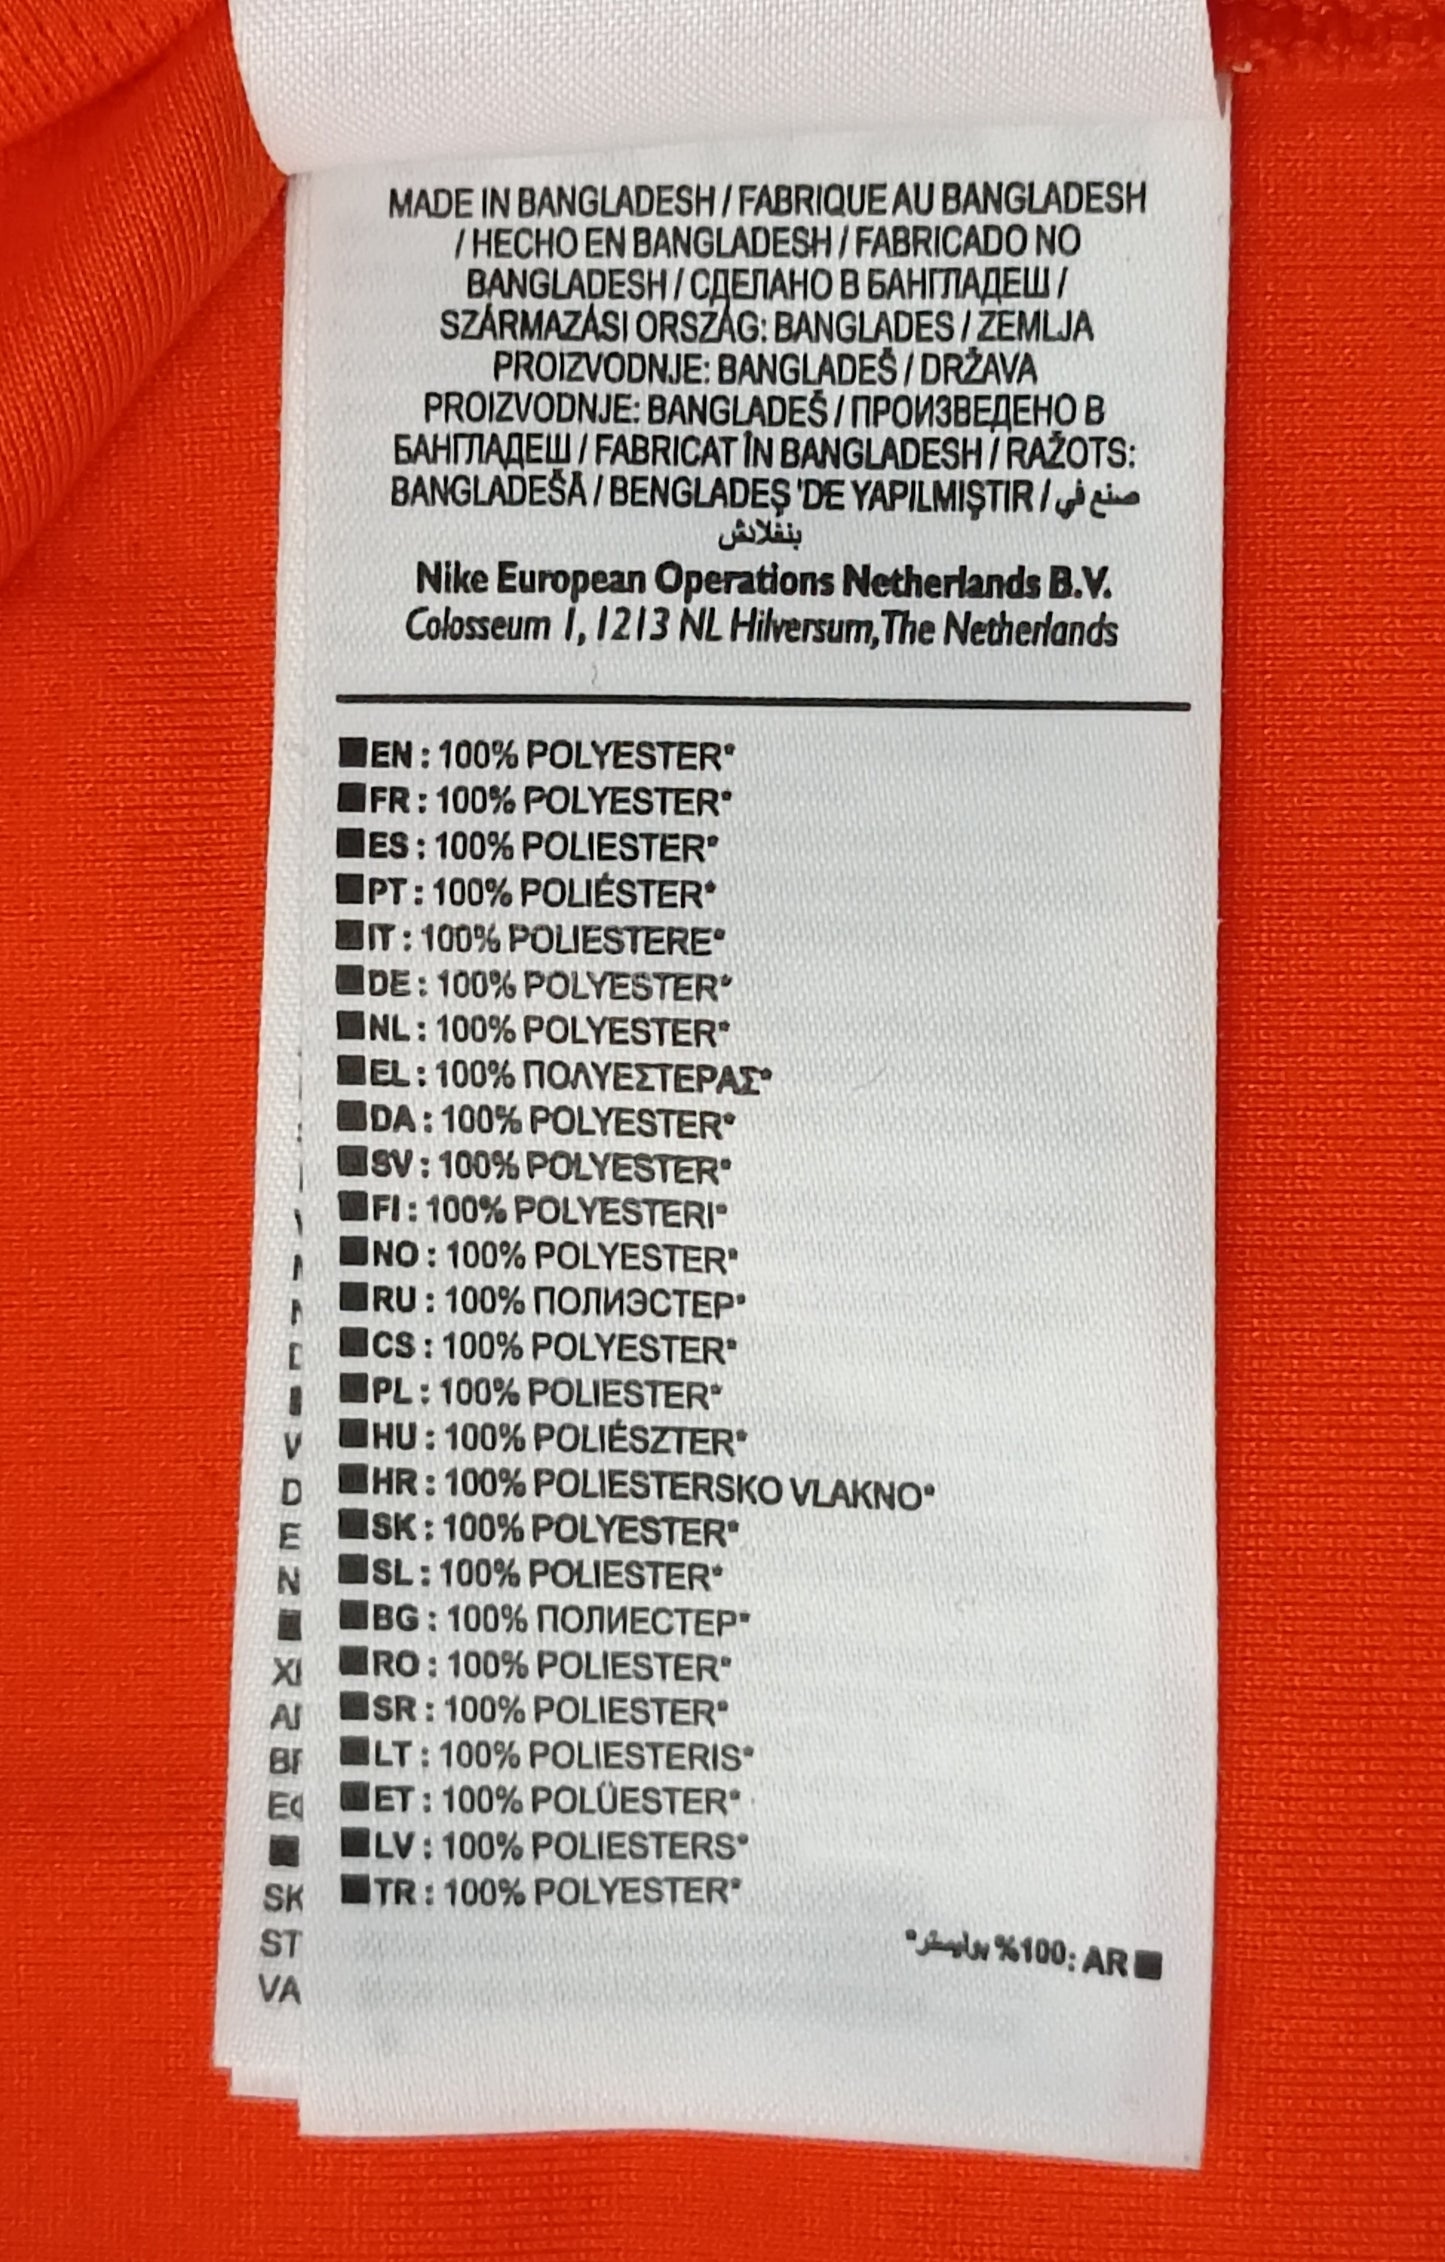 MADE IN BANGLADESH / FABRIQUE AU BANGLADESH
/ HECHO EN BANGLADESH / FABRICADO NO
BANGLADESH / СДЕЛАНО В БАНГЛАДЕШ /
SZÁRMAZÁSI ORSZÁG: BANGLADES / ZEMLJA
PROIZVODNJE: BANGLADEŠ / DRŽAVA
PROIZVODNJE: BANGLADEŠ / ПРОИЗВЕДЕНО В
БАНГЛАДЕШ / FABRICAT ÎN BANGLADESH / RAŽOTS:
BANGLADEŠĀ / BENGLADEŞ 'DE YAPILMIŞTIR / صنع في
بنغلادش
Nike European Operations Netherlands B.V.
Colosseum 1, 1213 NL Hilversum, The Netherlands
■EN : 100% POLYESTER*
■FR : 100% POLYESTER*
■ES : 100% POLIESTER*
■PT : 100% POLIÉSTER*
■IT : 100% POLIESTERE*
■DE : 100% POLYESTER*
■NL : 100% POLYESTER*
■EL : 100% ΠΟΛΥΕΣΤΕΡΑΣ*
■DA : 100% POLYESTER*
■SV : 100% POLYESTER*
■FI : 100% POLYESTERI*
■NO : 100% POLYESTER*
■RU : 100% ПОЛИЭСТЕР*
■CS : 100% POLYESTER*
■PL : 100% POLIESTER*
■HU : 100% POLIÉSZTER*
■HR : 100% POLIESTERSKO VLAKNO*
■SK : 100% POLYESTER*
■SL : 100% POLIESTER*
■BG : 100% ПОЛИЕСТЕР*
■RO : 100% POLIESTER*
■SR : 100% POLIESTER*
■LT : 100% POLIESTERIS*
■ET : 100% POLÜESTER*
■LV : 100% POLIESTERS*
■TR : 100% POLYESTER*
■AR :100% بوليستر*